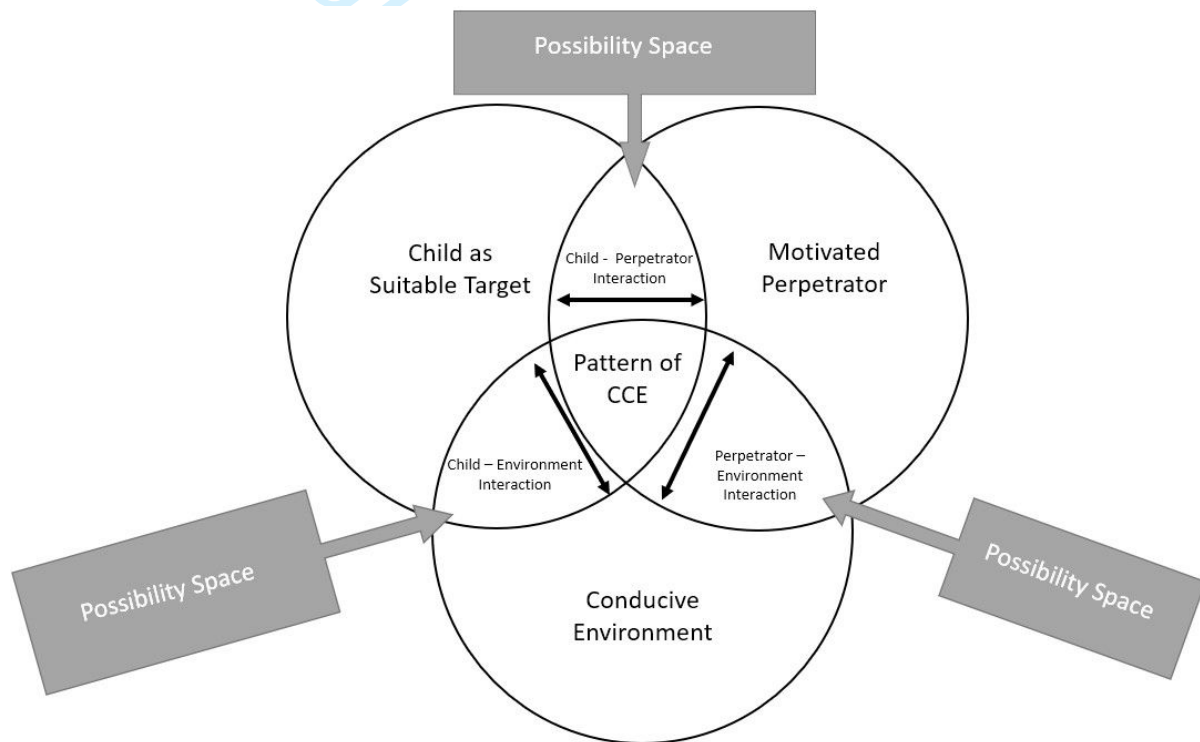 Possibility Space
Child as
Suitable Target
Motivated
Perpetrator
Child - Perpetrator
Interaction
Pattern of
CCE
Child – Environment
Interaction
Perpetrator –
Environment
Interaction
Possibility Space
Possibility Space
Conducive
Environment